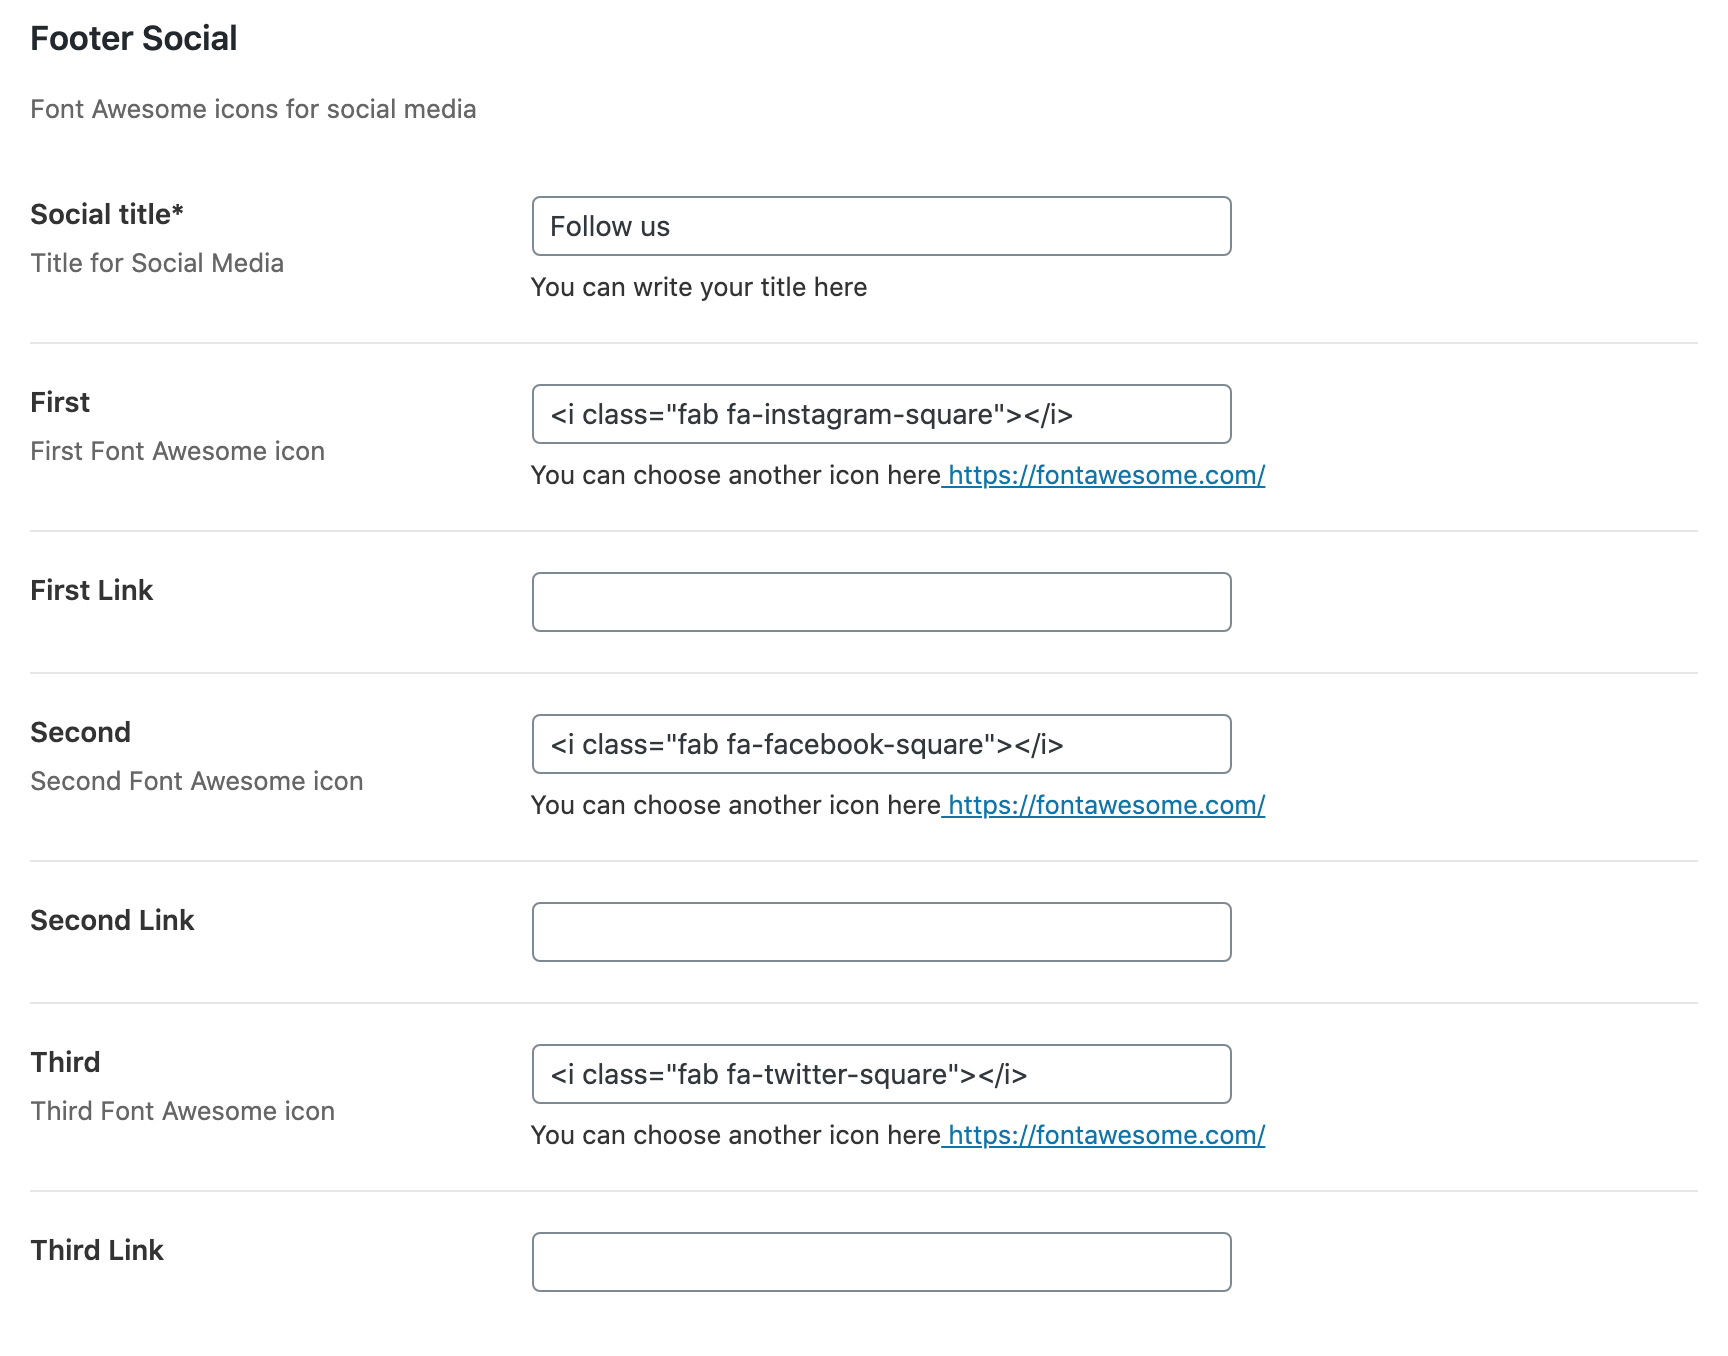 Footer Social
Font Awesome icons for social media
Social title*
Title for Social Media
Follow us
You can write your title here
First
First Font Awesome icon
<i class="fab fa-instagram-square"></i>
You can choose another icon here https://fontawesome.com/
First Link
Second
Second Font Awesome icon
<i class="fab fa-facebook-square"></i>
You can choose another icon here https://fontawesome.com/
Second Link
Third
Third Font Awesome icon
<i class="fab fa-twitter-square"></i>
You can choose another icon here https://fontawesome.com/
Third Link